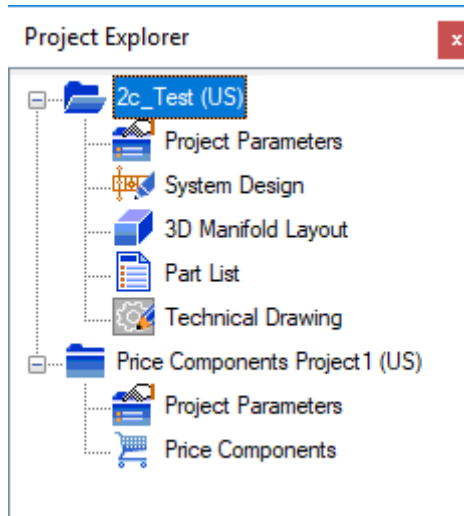 Project Explorer
x
2c_Test (US)
Project Parameters
System Design
3D Manifold Layout
Part List
Technical Drawing
Price Components Project1 (US)
Project Parameters
Price Components